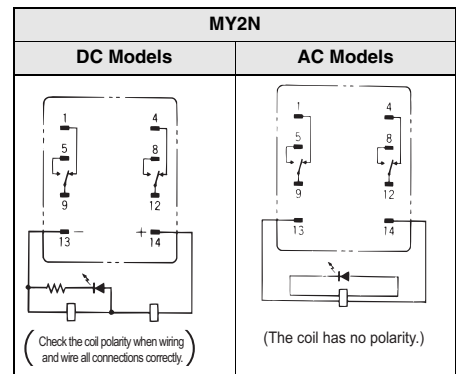 MY2N
DC Models
AC Models
1 4
5 8
9 12
13 − + 14
(Check the coil polarity when wiring
and wire all connections correctly.)
1 4
5 8
9 12
13 14
(The coil has no polarity.)